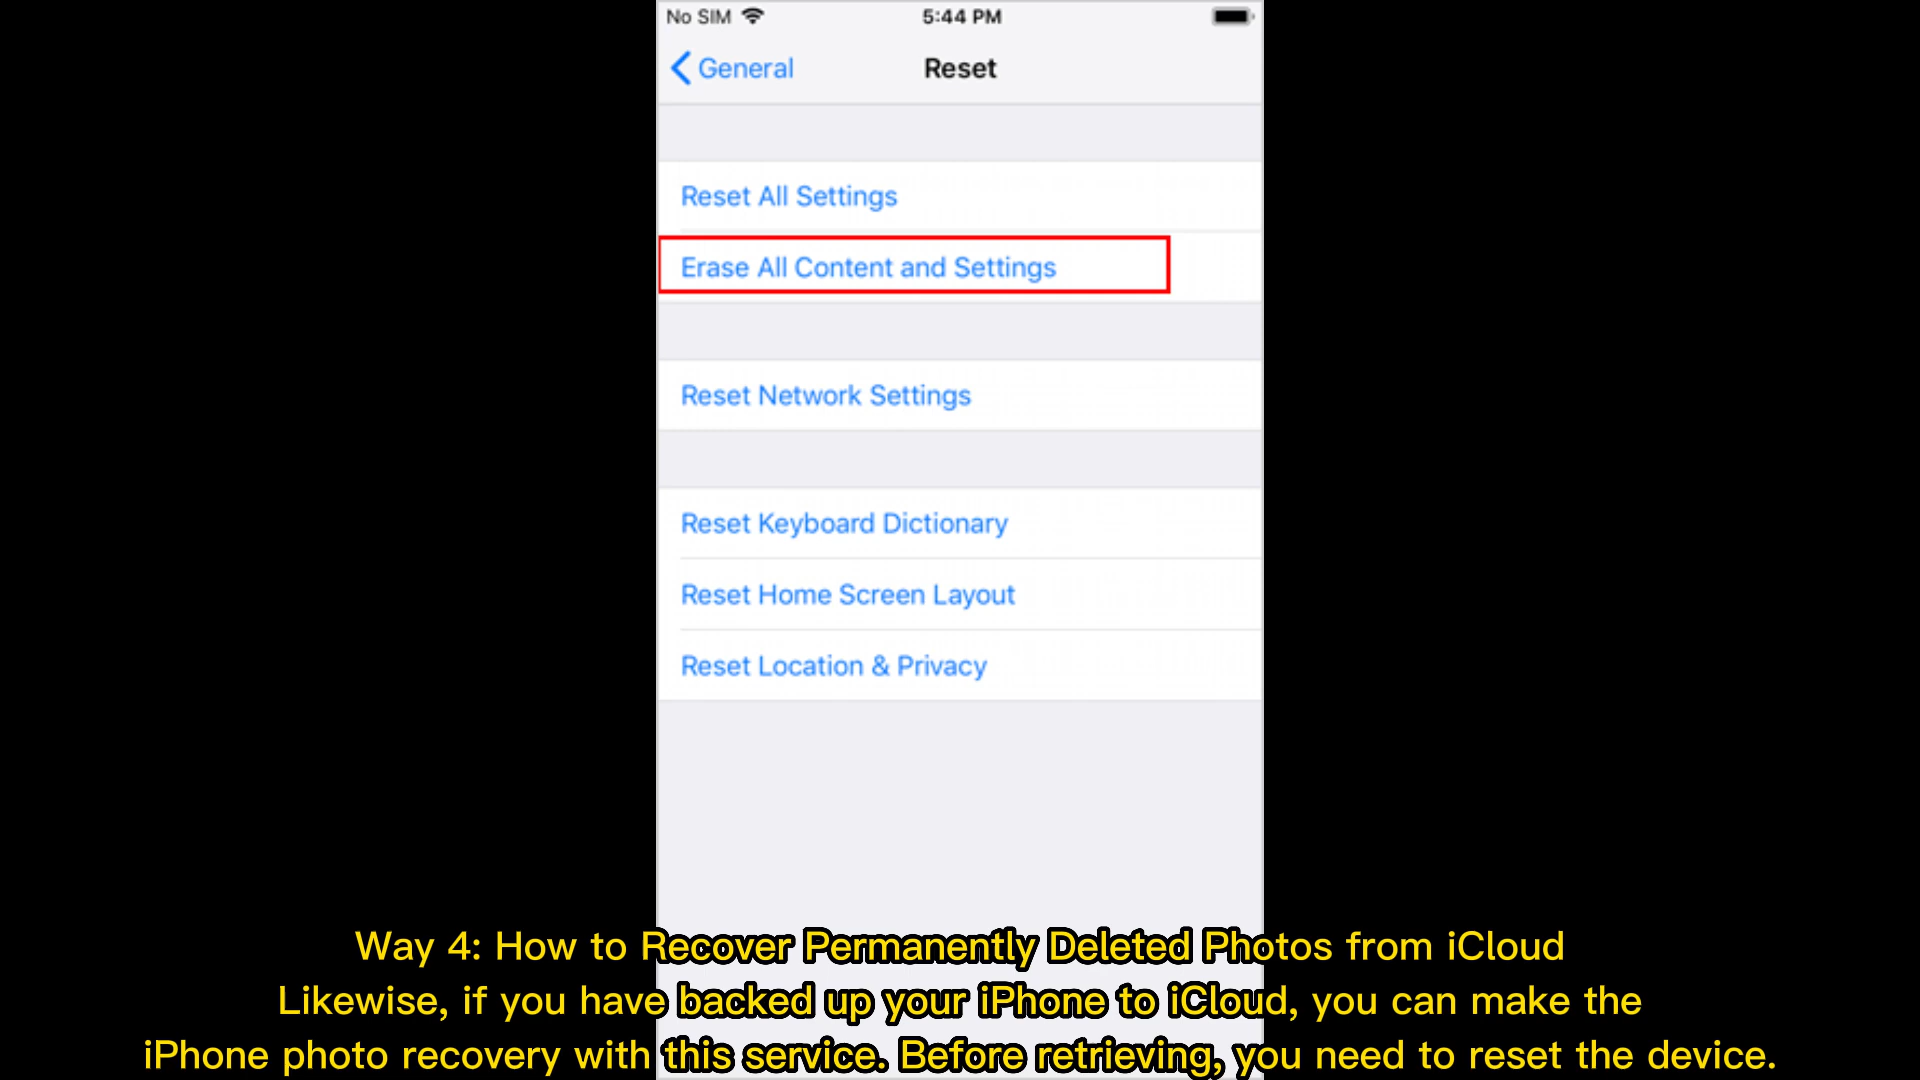 No SIM 5:44 PM
General Reset
Reset All Settings
Erase All Content and Settings
Reset Network Settings
Reset Keyboard Dictionary
Reset Home Screen Layout
Reset Location & Privacy
Way 4: How to Recover Permanently Deleted Photos from iCloud
Likewise, if you have backed up your iPhone to iCloud, you can make the
iPhone photo recovery with this service. Before retrieving, you need to reset the device.